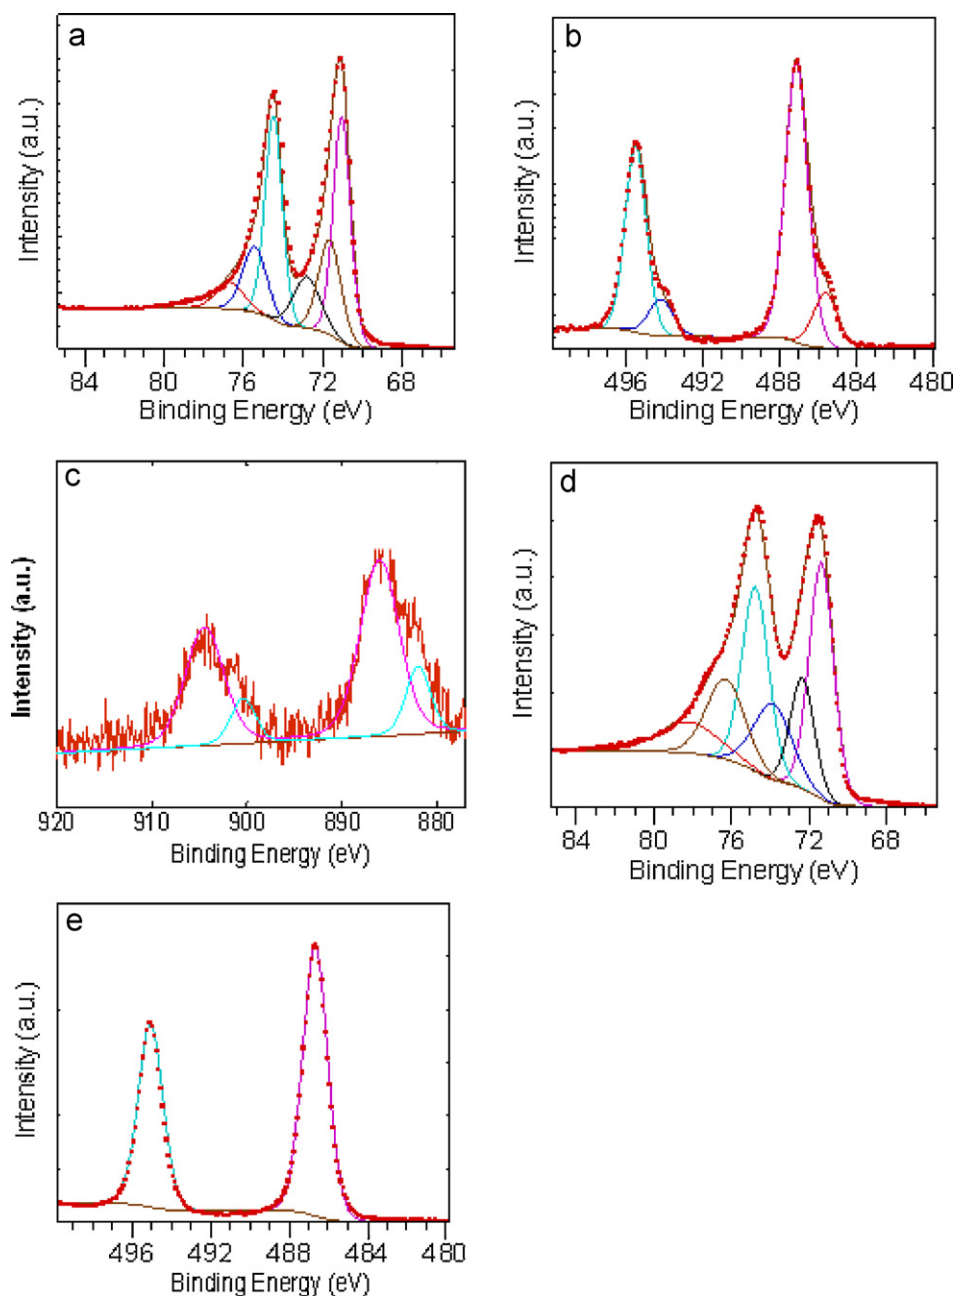 a
Intensity (a.u.)
84 80 76 72 68
Binding Energy (eV)
b
Intensity (a.u.)
496 492 488 484 480
Binding Energy (eV)
c
Intensity (a.u.)
920 910 900 890 880
Binding Energy (eV)
d
Intensity (a.u.)
84 80 76 72 68
Binding Energy (eV)
e
Intensity (a.u.)
496 492 488 484 480
Binding Energy (eV)